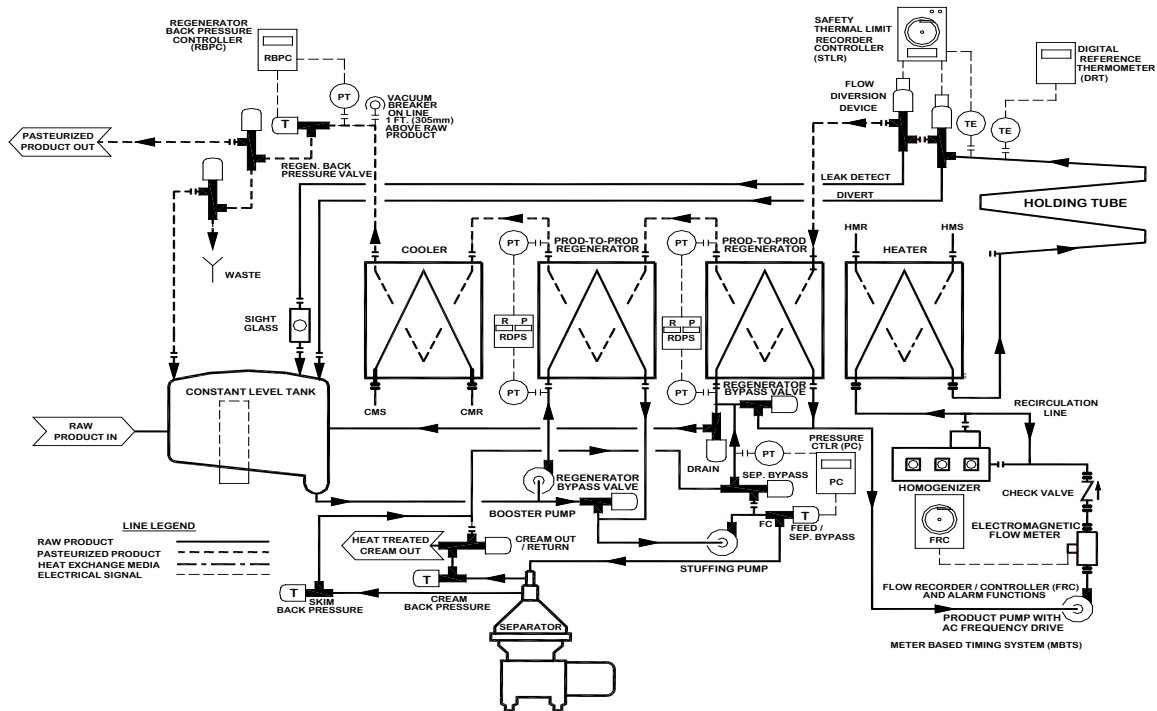 REGENERATOR
BACK PRESSURE
CONTROLLER
(RBPC)
RBPC
PT
T
VACUUM
BREAKER
ON LINE
1 FT. (305mm)
ABOVE RAW
PRODUCT
PASTEURIZED
PRODUCT OUT
REGEN. BACK
PRESSURE VALVE
WASTE
SAFETY
THERMAL LIMIT
RECORDER
CONTROLLER
(STLR)
FLOW
DIVERSION
DEVICE
DIGITAL
REFERENCE
THERMOMETER
(DRT)
TE
TE
LEAK DETECT
DIVERT
HOLDING TUBE
COOLER
PROD-TO-PROD
REGENERATOR
PROD-TO-PROD
REGENERATOR
HEATER
HMR
HMS
PT
PT
R P
RDPS
R P
RDPS
PT
PT
SIGHT
GLASS
CONSTANT LEVEL TANK
RAW
PRODUCT IN
CMS
CMR
REGENERATOR
BYPASS VALVE
RECIRCULATION
LINE
DRAIN
PT
PRESSURE
CTLR (PC)
PC
SEP. BYPASS
REGENERATOR
BYPASS VALVE
BOOSTER PUMP
HOMOGENIZER
CHECK VALVE
FC
T
FEED /
SEP. BYPASS
FRC
ELECTROMAGNETIC
FLOW METER
LINE LEGEND
RAW PRODUCT
PASTEURIZED PRODUCT
HEAT EXCHANGE MEDIA
ELECTRICAL SIGNAL
HEAT TREATED
CREAM OUT
CREAM OUT
/ RETURN
STUFFING PUMP
T
CREAM
BACK PRESSURE
T
SKIM
BACK PRESSURE
SEPARATOR
FLOW RECORDER / CONTROLLER (FRC)
AND ALARM FUNCTIONS
PRODUCT PUMP WITH
AC FREQUENCY DRIVE
METER BASED TIMING SYSTEM (MBTS)